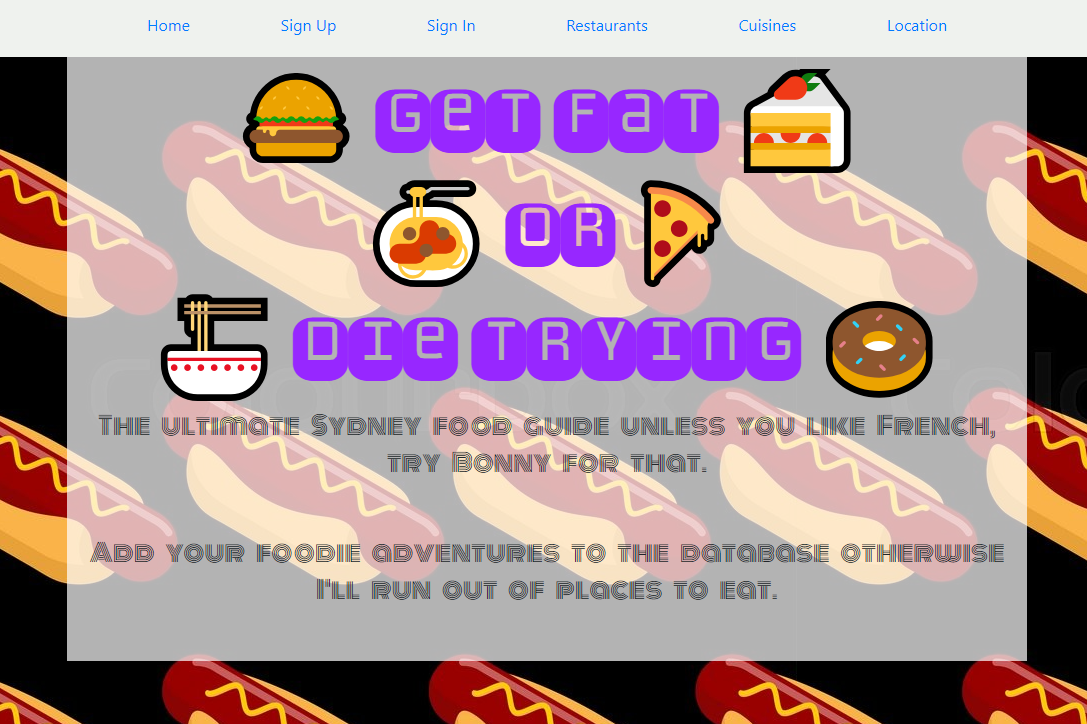 Home Sign Up Sign In Restaurants Cuisines Location
Get Fat
or
Die Trying
The ultimate Sydney food guide unless you like French,
try Bonny for that.
Add your foodie adventures to the database otherwise
I'll run out of places to eat.